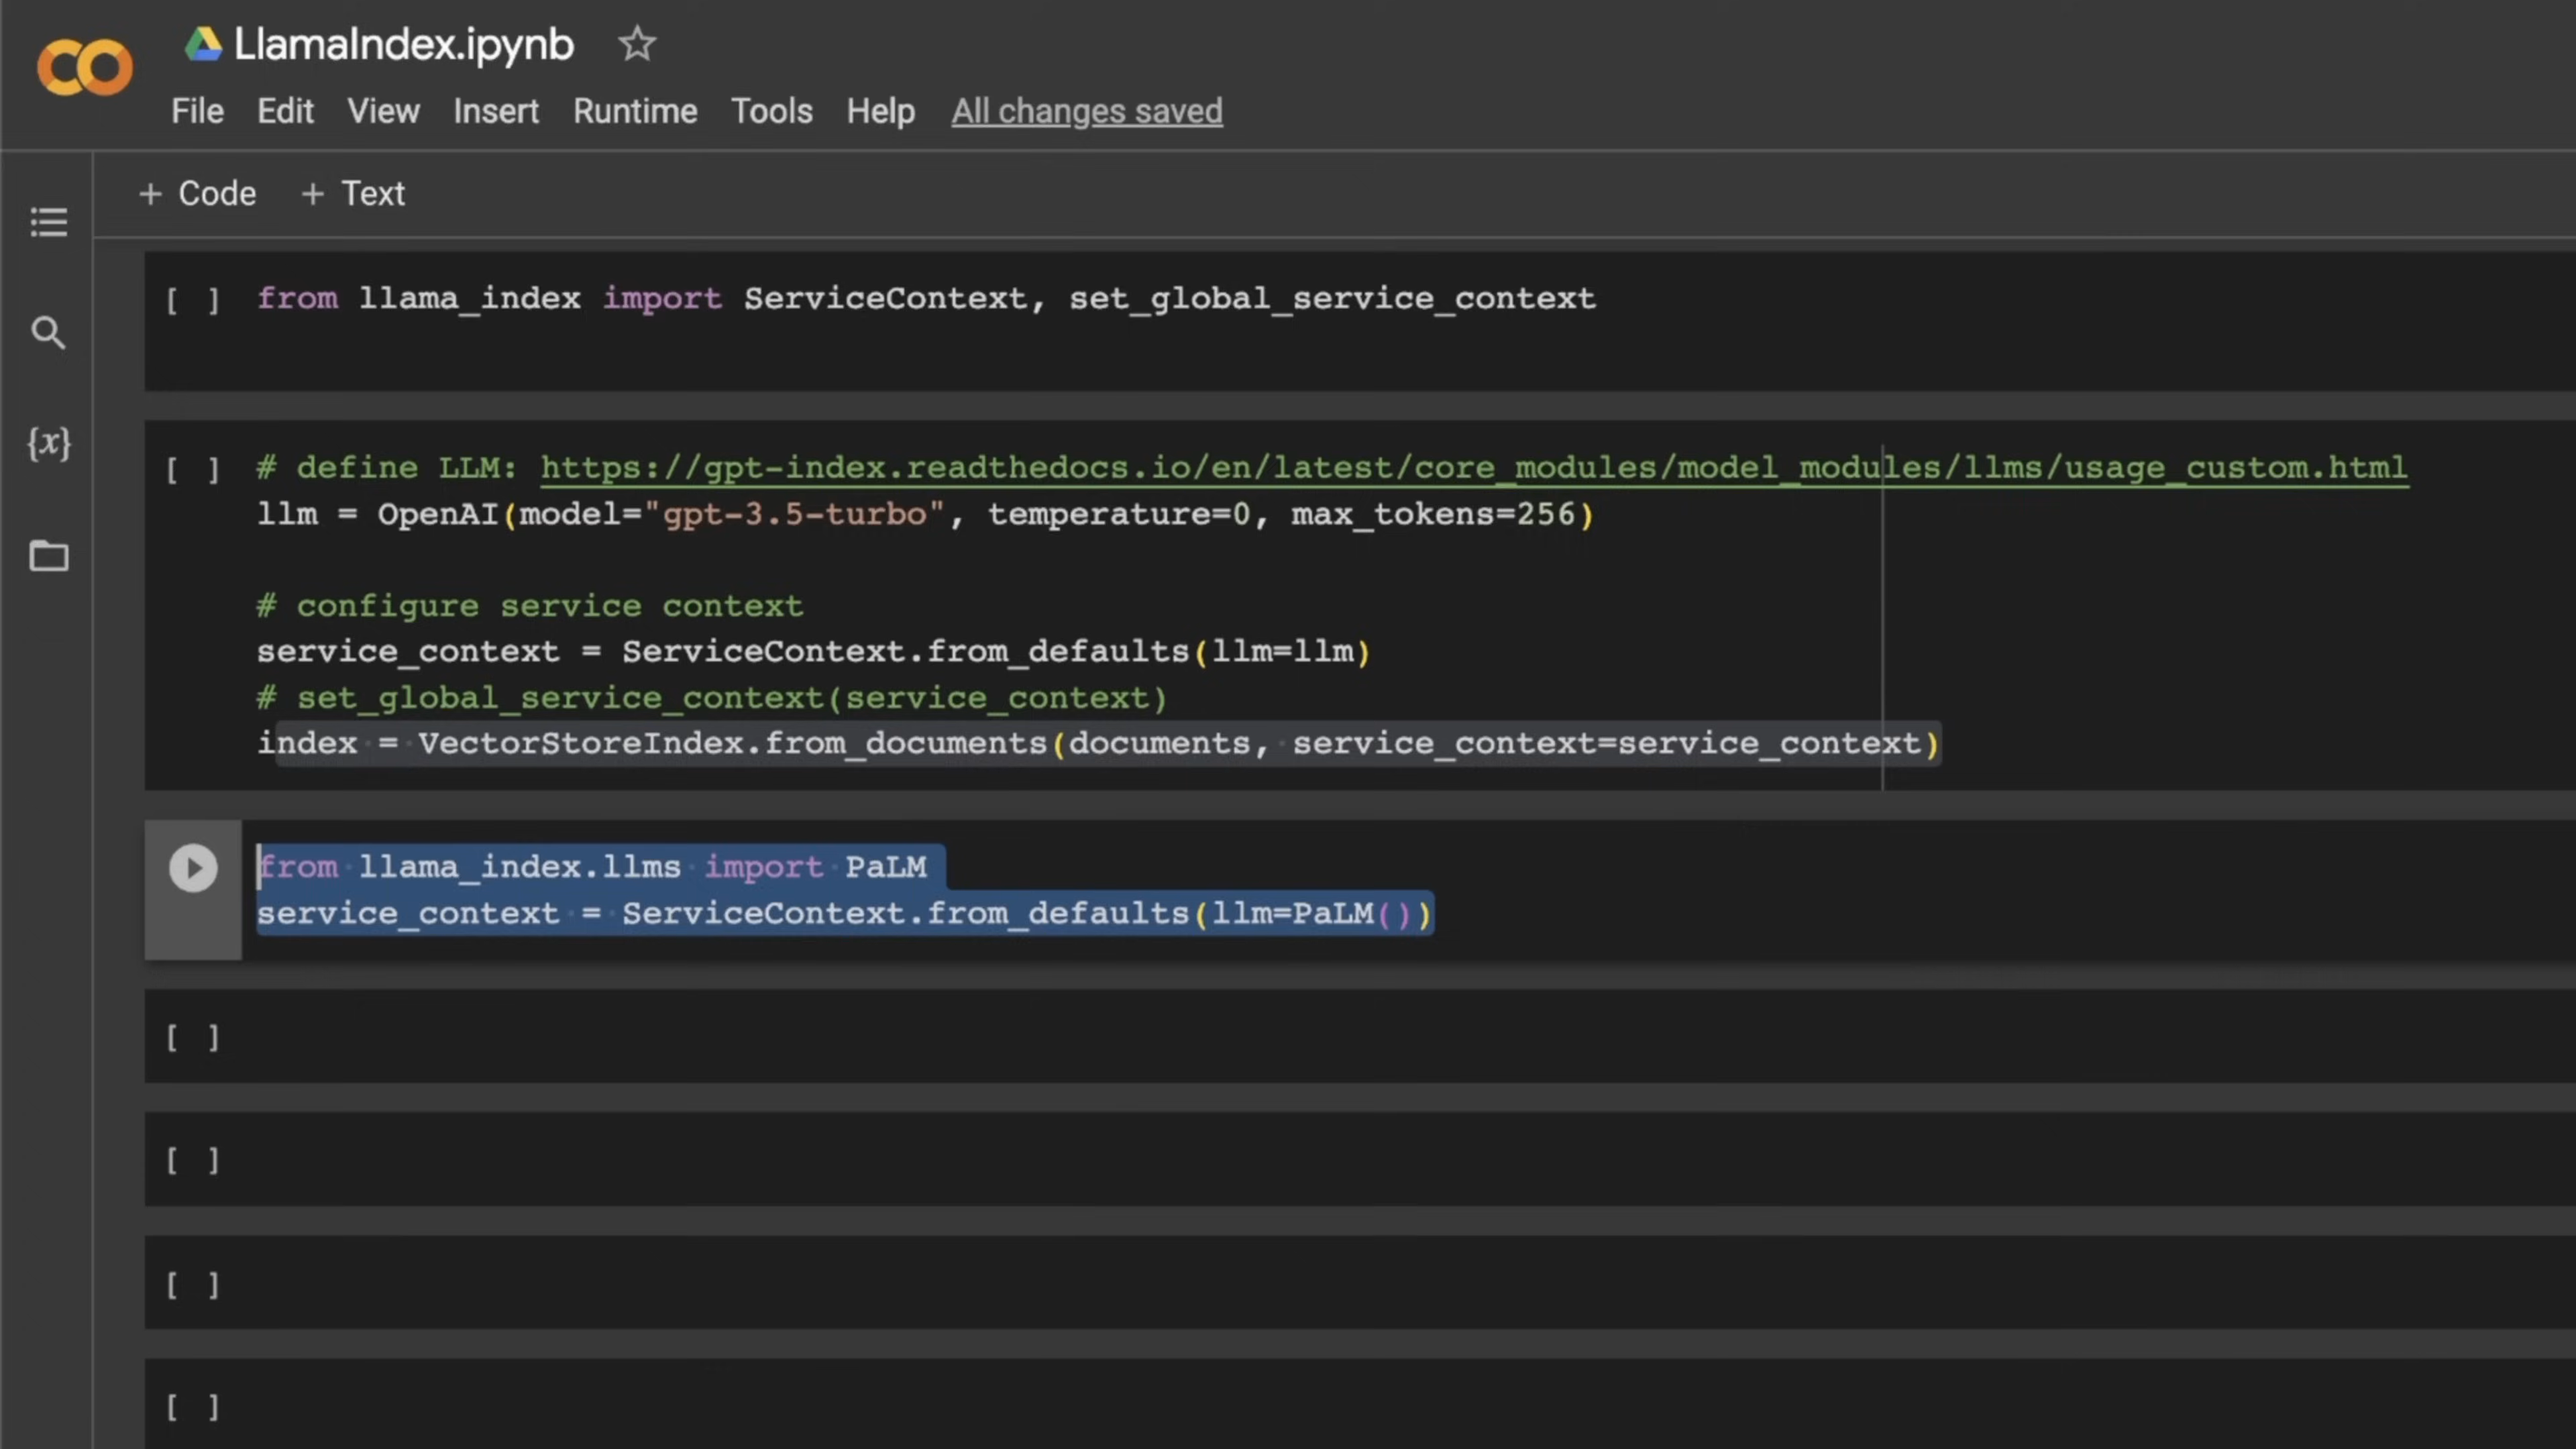 LlamaIndex.ipynb
File Edit View Insert Runtime Tools Help All changes saved
+ Code + Text
[ ] from llama_index import ServiceContext, set_global_service_context
[ ] # define LLM: https://gpt-index.readthedocs.io/en/latest/core_modules/model_modules/llms/usage_custom.html
llm = OpenAI(model="gpt-3.5-turbo", temperature=0, max_tokens=256)
# configure service context
service_context = ServiceContext.from_defaults(llm=llm)
# set_global_service_context(service_context)
index = VectorStoreIndex.from_documents(documents, service_context=service_context)
from llama_index.llms import PaLM
service_context = ServiceContext.from_defaults(llm=PaLM())
[ ]
[ ]
[ ]
[ ]
{x}